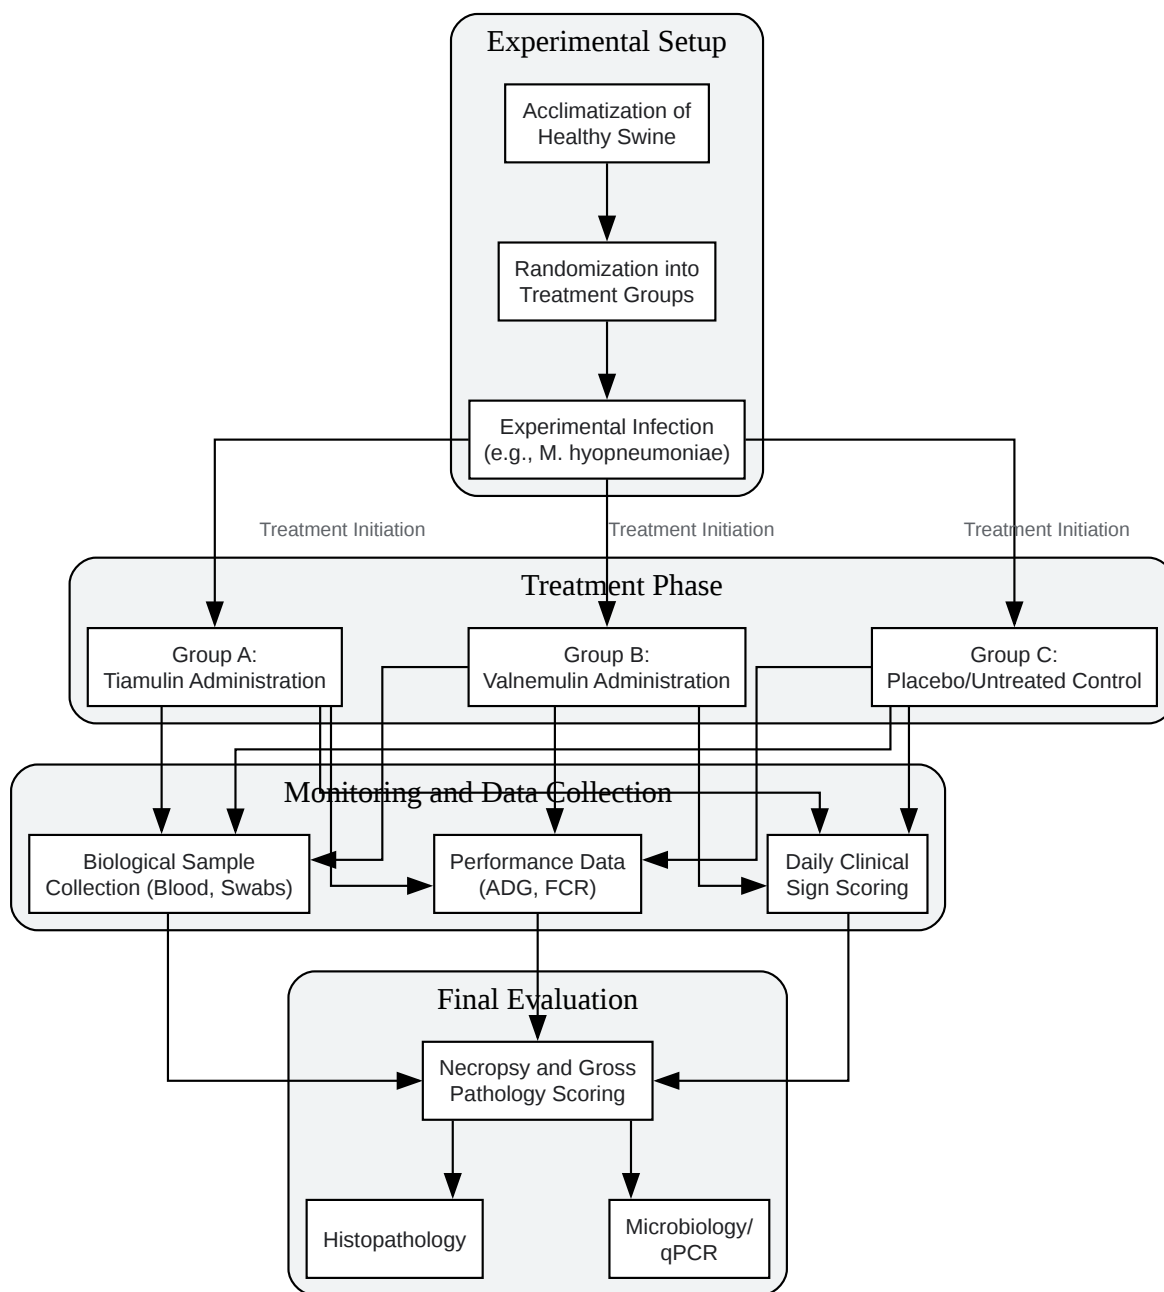 Experimental Setup
Acclimatization of
Healthy Swine
Randomization into
Treatment Groups
Experimental Infection
(e.g., M. hyopneumoniae)
Treatment Initiation
Treatment Initiation
Treatment Initiation
Treatment Phase
Group A:
Tiamulin Administration
Group B:
Valnemulin Administration
Group C:
Placebo/Untreated Control
Monitoring and Data Collection
Biological Sample
Collection (Blood, Swabs)
Performance Data
(ADG, FCR)
Daily Clinical
Sign Scoring
Final Evaluation
Necropsy and Gross
Pathology Scoring
Histopathology
Microbiology/
qPCR